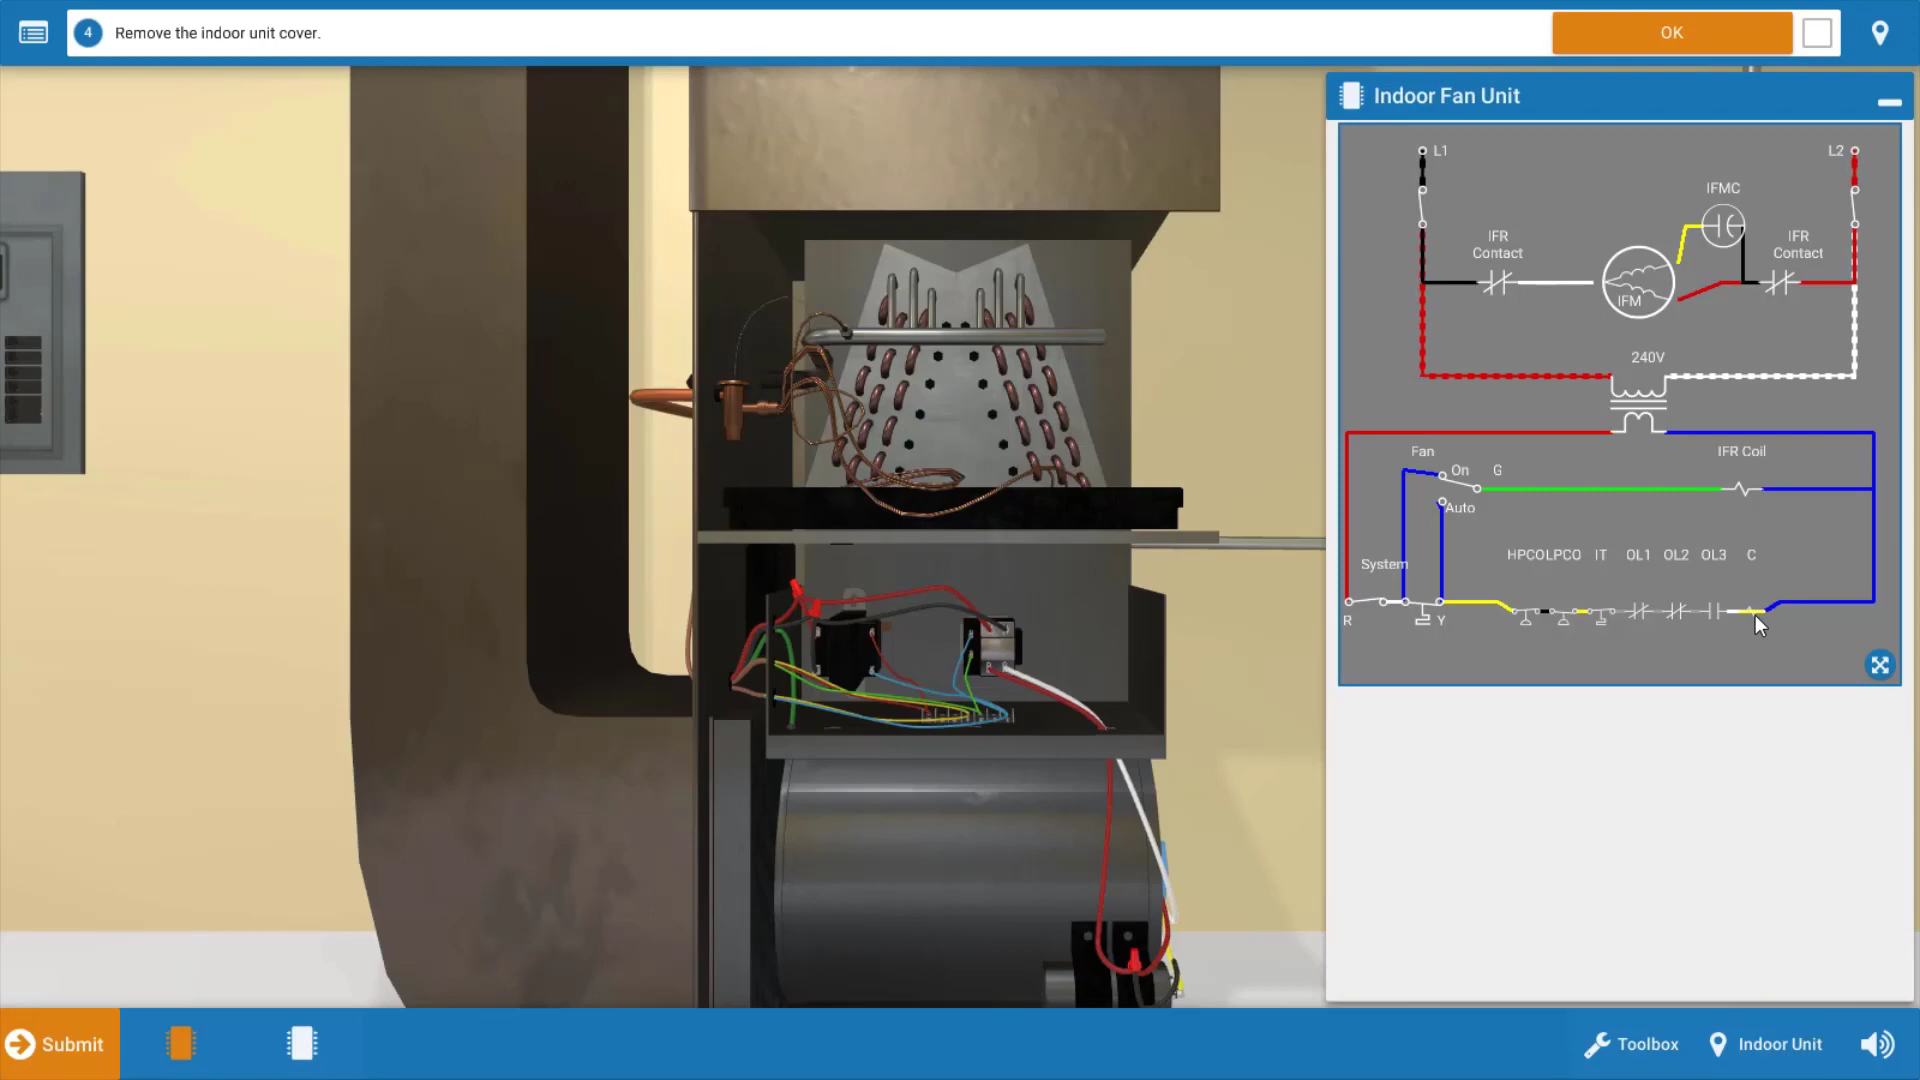 4 Remove the indoor unit cover.
OK
Indoor Fan Unit
L1
L2
IFMC
IFR
Contact
IFR
Contact
IFM
240V
Fan
IFR Coil
On
G
Auto
System
HPCOLPCO IT OL1 OL2 OL3 C
R
Y
Submit
Toolbox
Indoor Unit